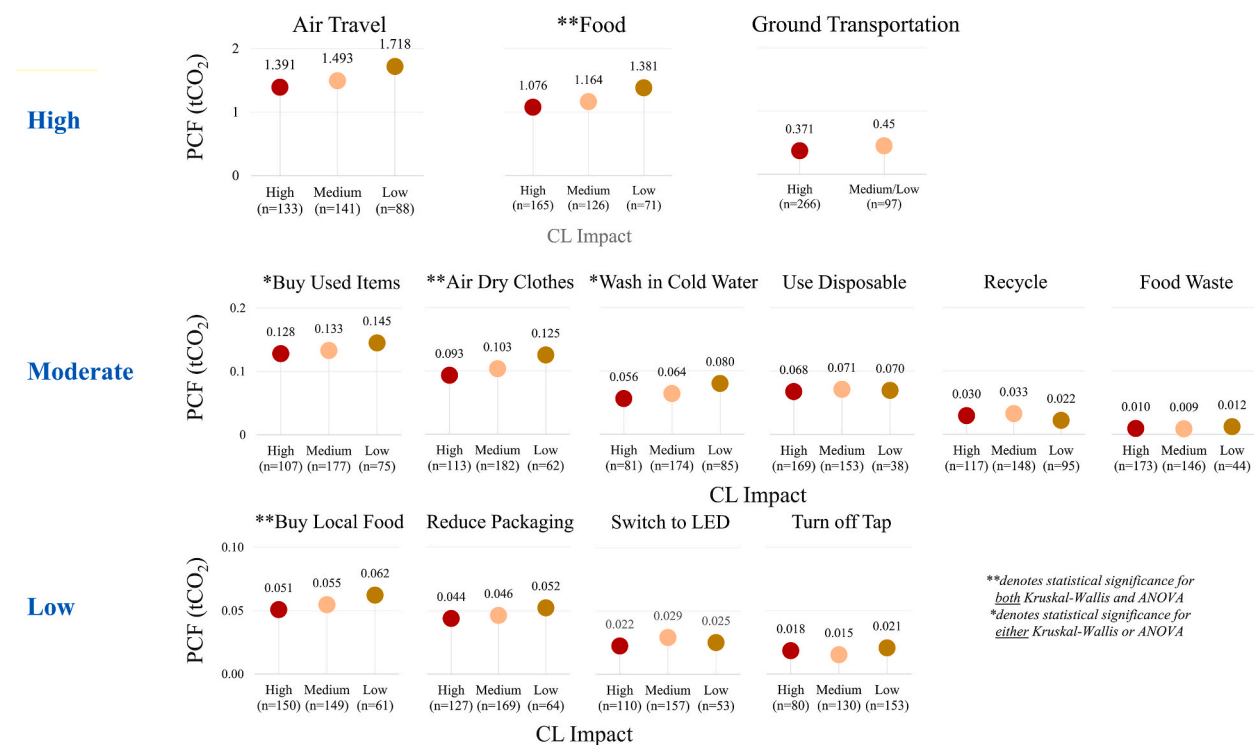 Air Travel
**Food
Ground Transportation
High
PCF (tCO2)
2
1
0
1.391
1.493
1.718
1.076
1.164
1.381
0.371
0.45
High
Medium
Low
(n=133)
(n=141)
(n=88)
High
Medium
Low
(n=165)
(n=126)
(n=71)
High
Medium/Low
(n=266)
(n=97)
CL Impact
*Buy Used Items
**Air Dry Clothes
*Wash in Cold Water
Use Disposable
Recycle
Food Waste
Moderate
PCF (tCO2)
0.2
0.1
0
0.128
0.133
0.145
0.093
0.103
0.125
0.056
0.064
0.080
0.068
0.071
0.070
0.030
0.033
0.022
0.010
0.009
0.012
High
Medium
Low
(n=107)
(n=177)
(n=75)
High
Medium
Low
(n=113)
(n=182)
(n=62)
High
Medium
Low
(n=81)
(n=174)
(n=85)
High
Medium
Low
(n=169)
(n=153)
(n=38)
High
Medium
Low
(n=117)
(n=148)
(n=95)
High
Medium
Low
(n=173)
(n=146)
(n=44)
CL Impact
**Buy Local Food
Reduce Packaging
Switch to LED
Turn off Tap
Low
PCF (tCO2)
0.10
0.05
0.00
0.051
0.055
0.062
0.044
0.046
0.052
0.022
0.029
0.025
0.018
0.015
0.021
High
Medium
Low
(n=150)
(n=149)
(n=61)
High
Medium
Low
(n=127)
(n=169)
(n=64)
High
Medium
Low
(n=110)
(n=157)
(n=53)
High
Medium
Low
(n=80)
(n=130)
(n=153)
CL Impact
**denotes statistical significance for
both Kruskal-Wallis and ANOVA
*denotes statistical significance for
either Kruskal-Wallis or ANOVA